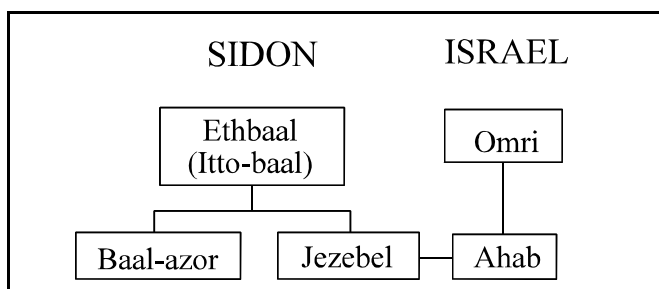 SIDON
ISRAEL
Ethbaal
(Itto-baal)
Omri
Baal-azor
Jezebel
Ahab